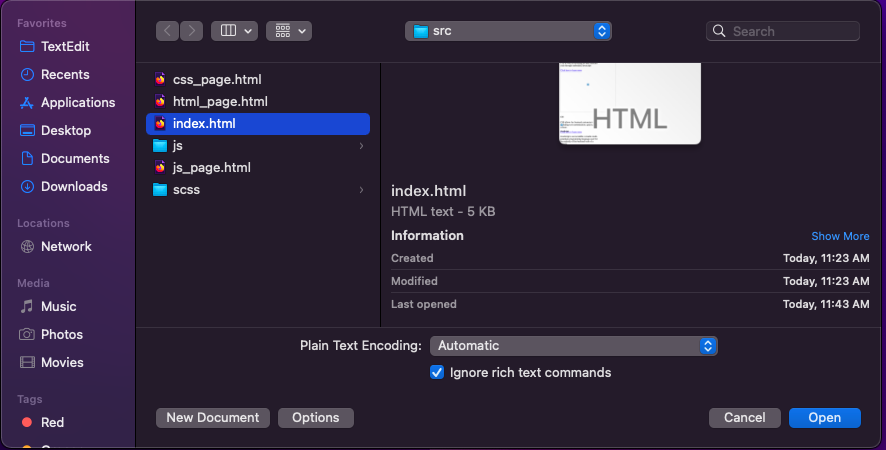 Favorites
TextEdit
Recents
Applications
Desktop
Documents
Downloads
Locations
Network
Media
Music
Photos
Movies
Tags
Red
src
Search
css_page.html
html_page.html
index.html
js
js_page.html
scss
HTML
index.html
HTML text - 5 KB
Information
Show More
Created
Today, 11:23 AM
Modified
Today, 11:23 AM
Last opened
Today, 11:43 AM
Plain Text Encoding:
Automatic
Ignore rich text commands
New Document
Options
Cancel
Open